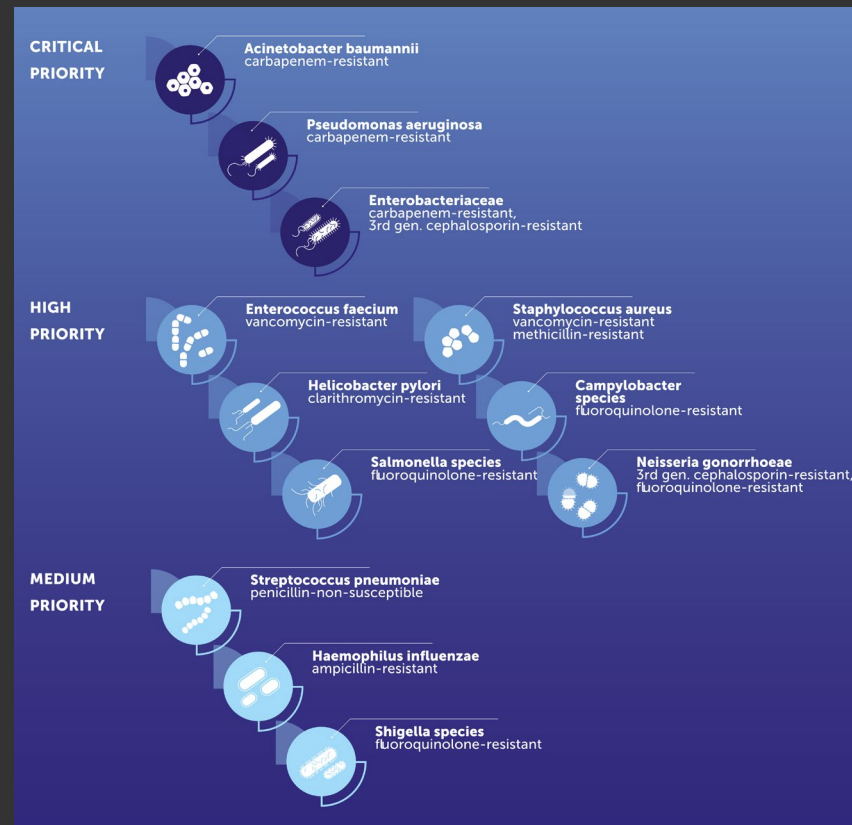 CRITICAL
PRIORITY
Acinetobacter baumannii
carbapenem-resistant
Pseudomonas aeruginosa
carbapenem-resistant
Enterobacteriaceae
carbapenem-resistant,
3rd gen. cephalosporin-resistant
HIGH
PRIORITY
Enterococcus faecium
vancomycin-resistant
Helicobacter pylori
clarithromycin-resistant
Salmonella species
fluoroquinolone-resistant
Staphylococcus aureus
vancomycin-resistant
methicillin-resistant
Campylobacter
species
fluoroquinolone-resistant
Neisseria gonorrhoeae
3rd gen. cephalosporin-resistant,
fluoroquinolone-resistant
MEDIUM
PRIORITY
Streptococcus pneumoniae
penicillin-non-susceptible
Haemophilus influenzae
ampicillin-resistant
Shigella species
fluoroquinolone-resistant